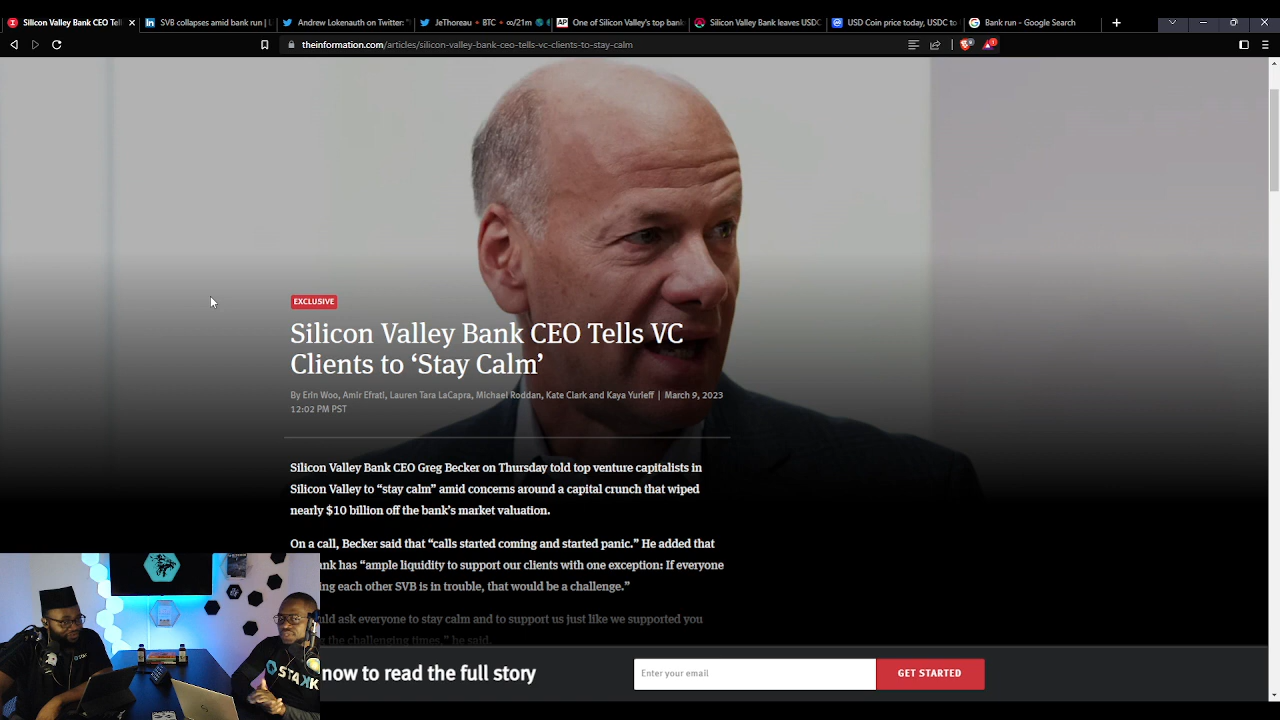 Silicon Valley Bank CEO Tell
SVB collapses amid bank run | L
Andrew Lokenauth on Twitter: "
JeThoreau • BTC • ∞/21m
One of Silicon Valley's top bank
Silicon Valley Bank leaves USDC
USD Coin price today, USDC to
Bank run - Google Search
theinformation.com/articles/silicon-valley-bank-ceo-tells-vc-clients-to-stay-calm
EXCLUSIVE
Silicon Valley Bank CEO Tells VC
Clients to ‘Stay Calm’
By Erin Woo, Amir Efrati, Lauren Tara LaCapra, Michael Roddan, Kate Clark and Kaya Yurieff | March 9, 2023
12:02 PM PST
Silicon Valley Bank CEO Greg Becker on Thursday told top venture capitalists in
Silicon Valley to “stay calm” amid concerns around a capital crunch that wiped
nearly $10 billion off the bank’s market valuation.
On a call, Becker said that “calls started coming and started panic.” He added that
ank has “ample liquidity to support our clients with one exception: If everyone
ing each other SVB is in trouble, that would be a challenge.”
uld ask everyone to stay calm and to support us just like we supported you
the challenging times,” he said.
now to read the full story
Enter your email
GET STARTED